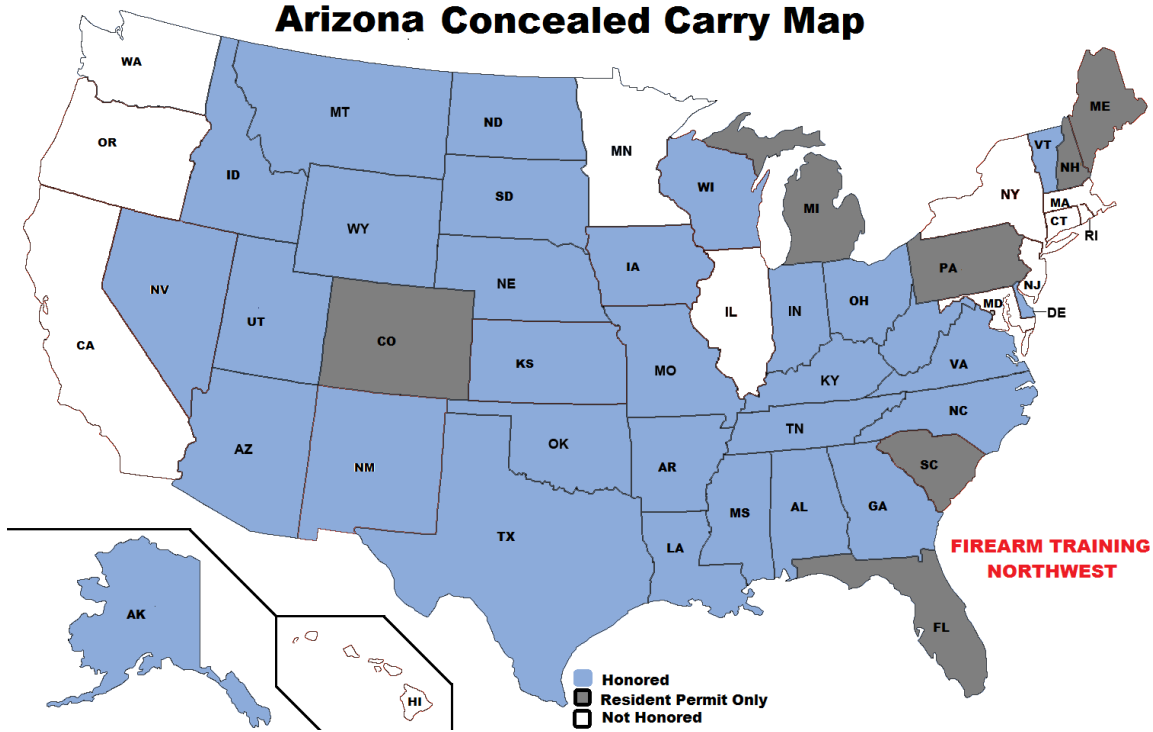 Arizona Concealed Carry Map
WA
MT
ND
MN
ME
OR
ID
SD
WI
VT
NH
WY
MI
NY
MA
CT
RI
IA
NE
PA
NV
UT
IL
IN
OH
NJ
MD
DE
CA
CO
KS
MO
KY
VA
AZ
NM
OK
AR
TN
NC
SC
TX
LA
MS
AL
GA
FIREARM TRAINING
NORTHWEST
AK
FL
HI
Honored
Resident Permit Only
Not Honored